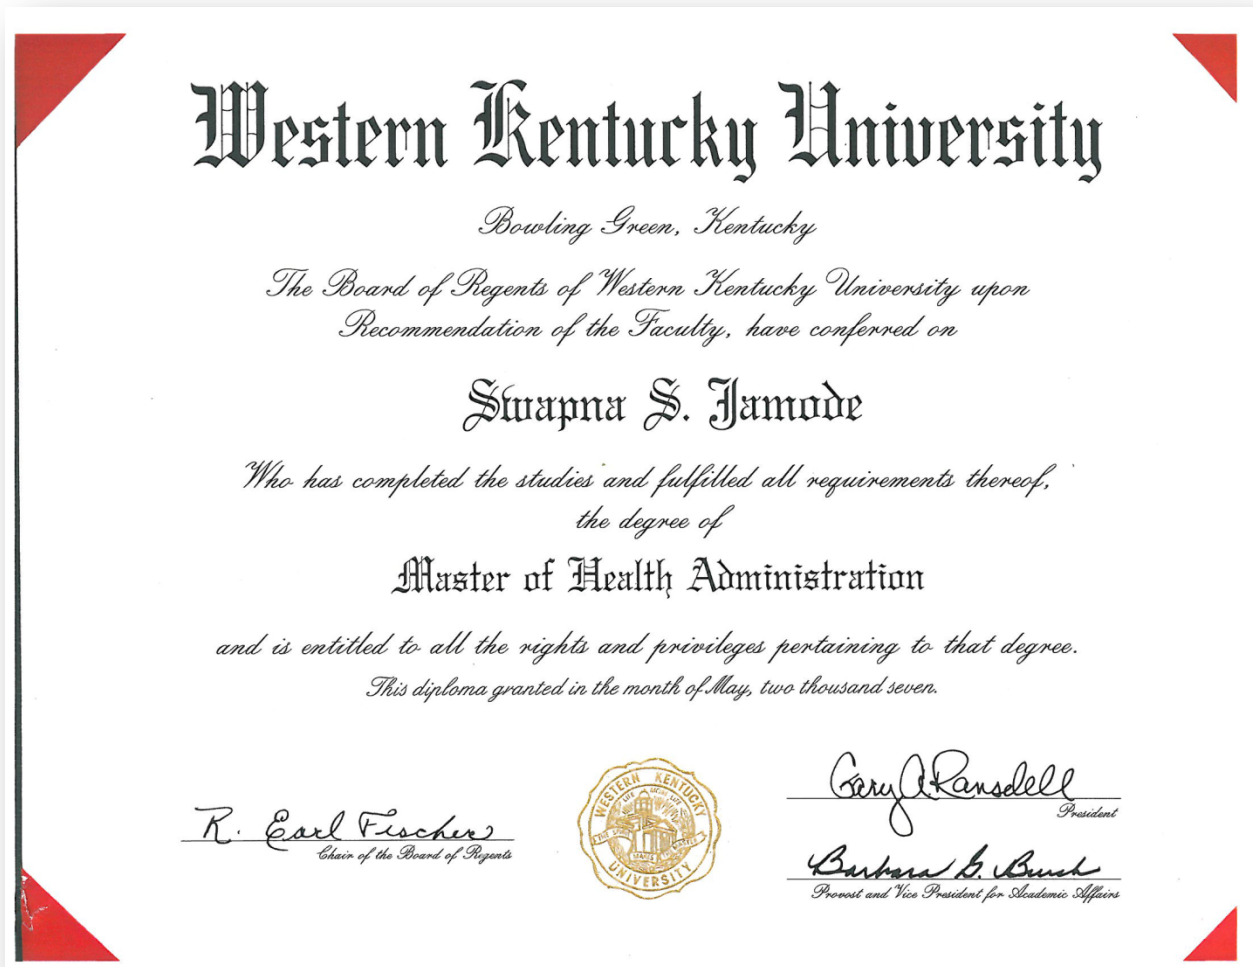 Western Kentucky University
Bowling Green, Kentucky
The Board of Regents of Western Kentucky University upon
Recommendation of the Faculty, have conferred on
Swapna S. Jamode
Who has completed the studies and fulfilled all requirements thereof,
the degree of
Master of Health Administration
and is entitled to all the rights and privileges pertaining to that degree.
This diploma granted in the month of May, two thousand seven.
R. Earl Fischer
Chair of the Board of Regents
WESTERN KENTUCKY
UNIVERSITY
Gary A. Ransdell
President
Barbara G. Burch
Provost and Vice President for Academic Affairs